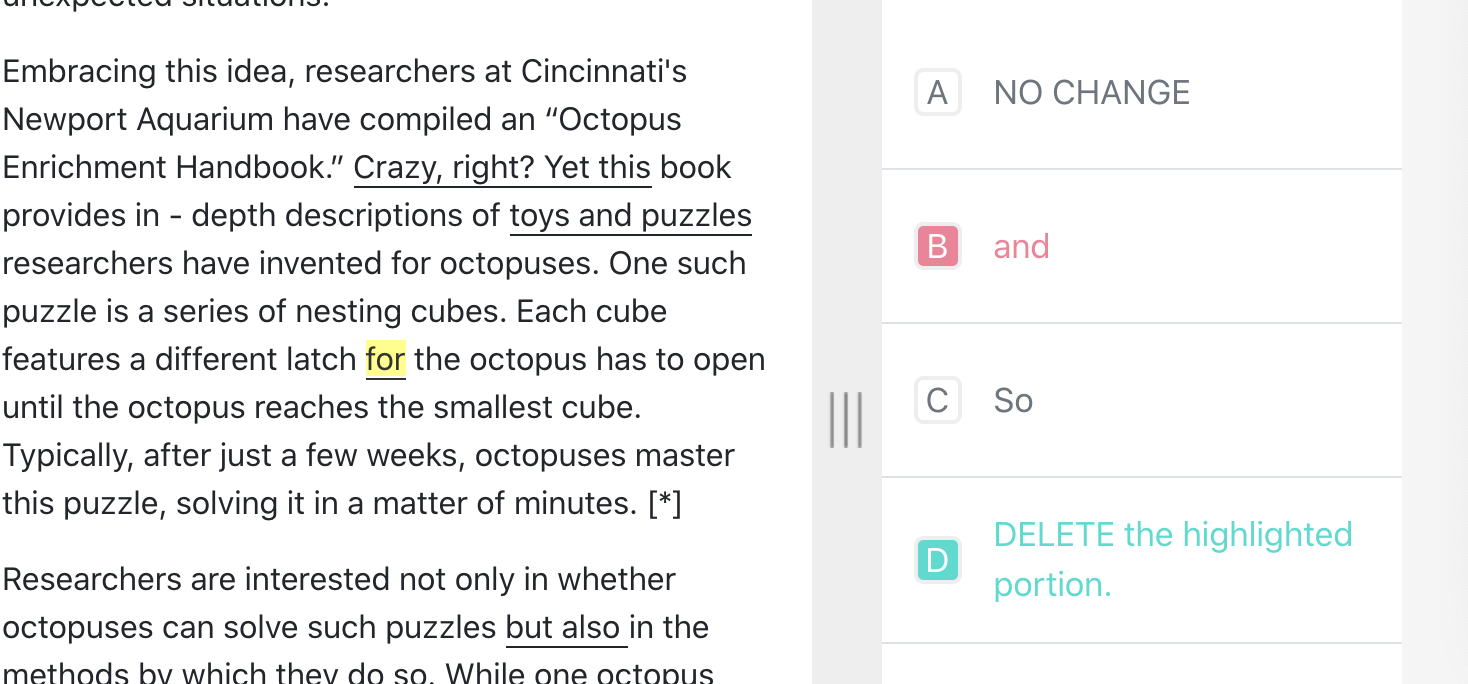 unexpected situations.
Embracing this idea, researchers at Cincinnati's
Newport Aquarium have compiled an “Octopus
Enrichment Handbook.” Crazy, right? Yet this book
provides in - depth descriptions of toys and puzzles
researchers have invented for octopuses. One such
puzzle is a series of nesting cubes. Each cube
features a different latch for the octopus has to open
until the octopus reaches the smallest cube.
Typically, after just a few weeks, octopuses master
this puzzle, solving it in a matter of minutes. [*]
Researchers are interested not only in whether
octopuses can solve such puzzles but also in the
methods by which they do so. While one octopus
A NO CHANGE
B and
C So
D DELETE the highlighted
portion.